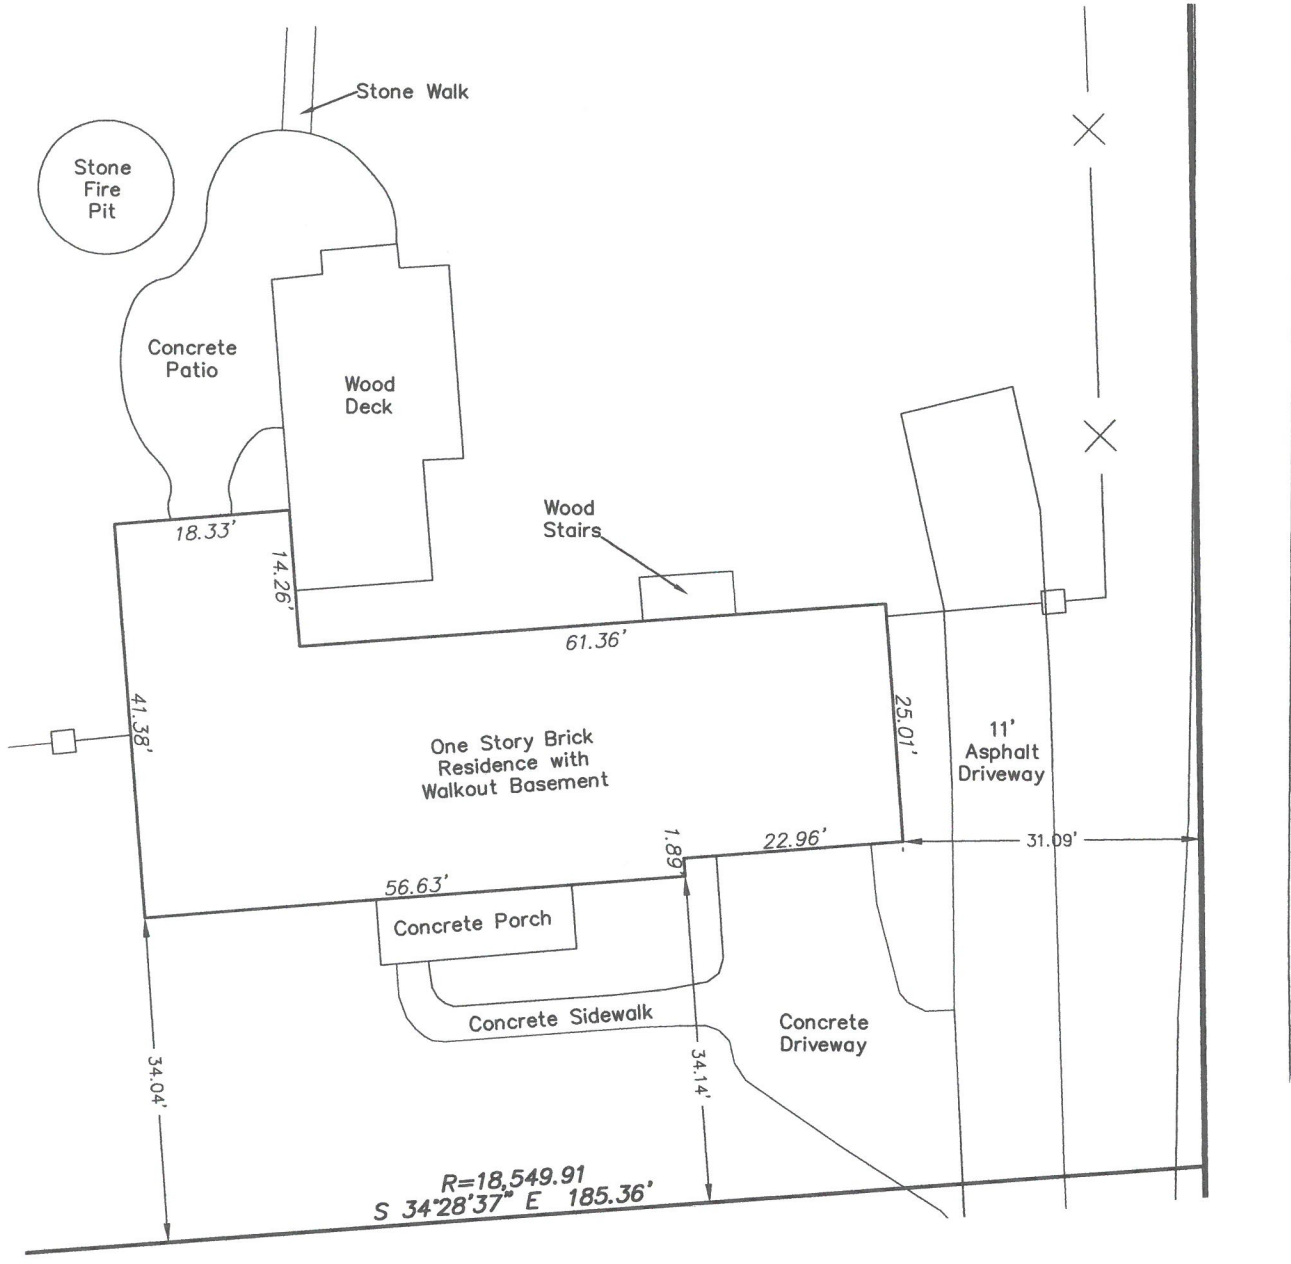 Stone Walk
Stone
Fire
Pit
Concrete
Patio
Wood
Deck
Wood
Stairs
18.33'
14.26'
61.36'
41.38'
25.01'
11'
Asphalt
Driveway
One Story Brick
Residence with
Walkout Basement
1.89'
22.96'
31.09'
56.63'
Concrete Porch
Concrete Sidewalk
Concrete
Driveway
34.04'
34.14'
R=18,549.91
S 34°28'37" E 185.36'